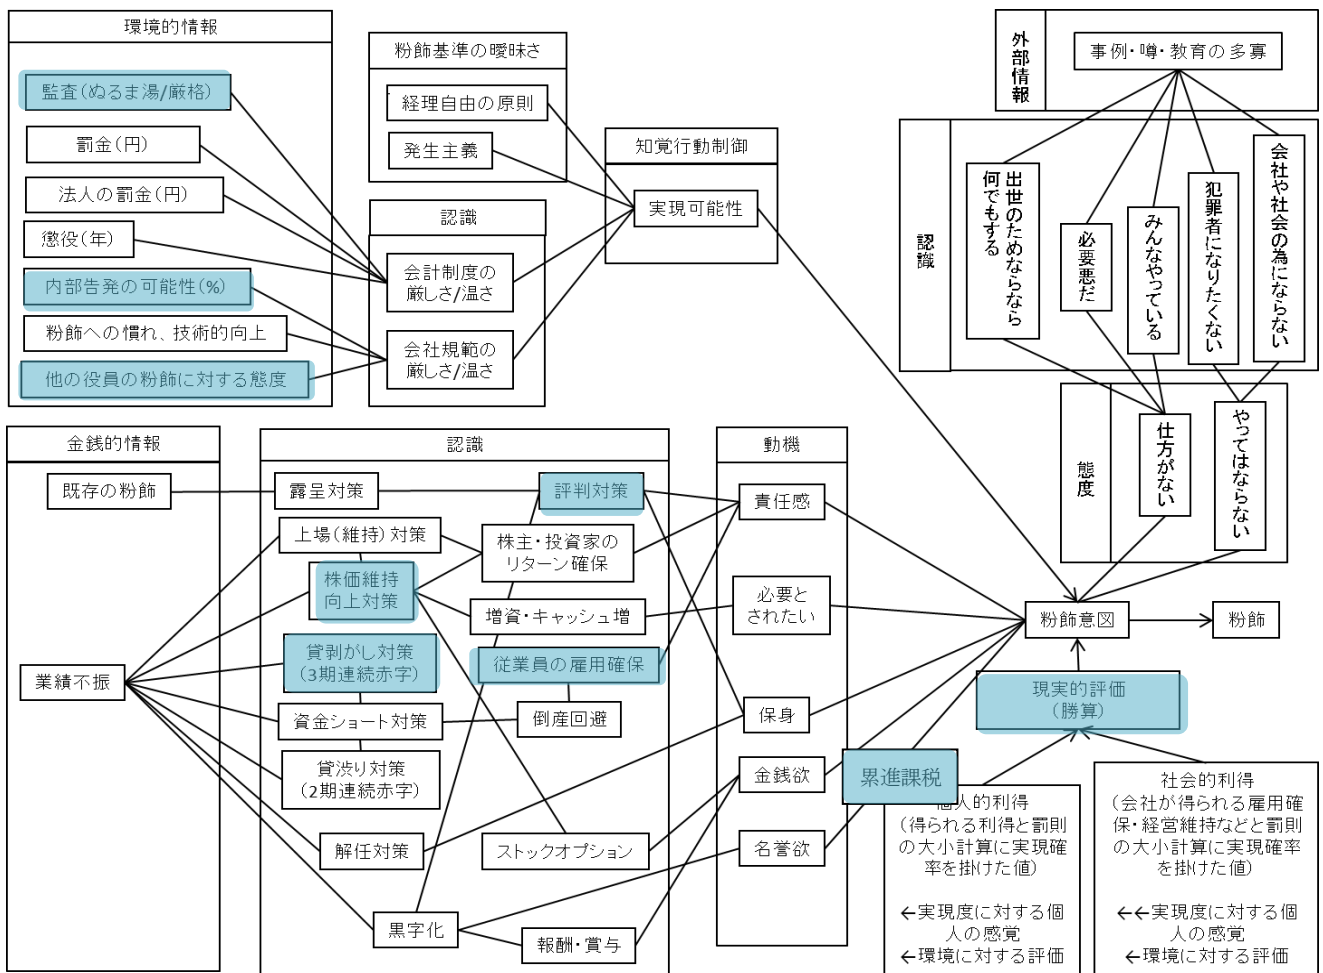 環境的情報
監査(ぬるま湯/厳格)
罰金(円)
法人の罰金(円)
懲役(年)
内部告発の可能性(%)
粉飾への慣れ、技術的向上
他の役員の粉飾に対する態度
粉飾基準の曖昧さ
経理自由の原則
発生主義
認識
会計制度の
厳しさ/温さ
会社規範の
厳しさ/温さ
知覚行動制御
実現可能性
外部情報
事例・噂・教育の多寡
認識
出世のためならなら
何でもする
必要悪だ
みんなやっている
犯罪者になりたくない
会社や社会の為にならない
態度
仕方がない
やってはならない
金銭的情報
既存の粉飾
業績不振
認識
露呈対策
評判対策
上場(維持)対策
株主・投資家の
リターン確保
株価維持
向上対策
増資・キャッシュ増
貸剥がし対策
(3期連続赤字)
従業員の雇用確保
資金ショート対策
倒産回避
貸渋り対策
(2期連続赤字)
解任対策
ストックオプション
黒字化
報酬・賞与
動機
責任感
必要と
されたい
保身
金銭欲
名誉欲
粉飾意図
粉飾
現実的評価
(勝算)
累進課税
個人的利得
(得られる利得と罰則
の大小計算に実現確
率を掛けた値)
←実現度に対する個
人の感覚
←環境に対する評価
社会的利得
(会社が得られる雇用確
保・経営維持などと罰則
の大小計算に実現確率
を掛けた値)
←←実現度に対する個
人の感覚
←環境に対する評価